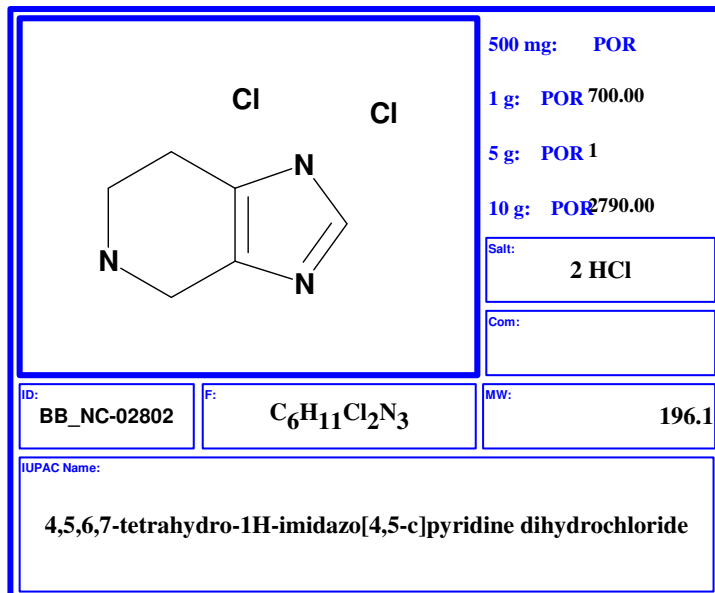 Cl
Cl
N
N
N
500 mg: POR
1 g: POR 700.00
5 g: POR 1
10 g: POR 2790.00
Salt:
2 HCl
Com:
ID:
BB_NC-02802
F:
C6H11Cl2N3
MW:
196.1
IUPAC Name:
4,5,6,7-tetrahydro-1H-imidazo[4,5-c]pyridine dihydrochloride